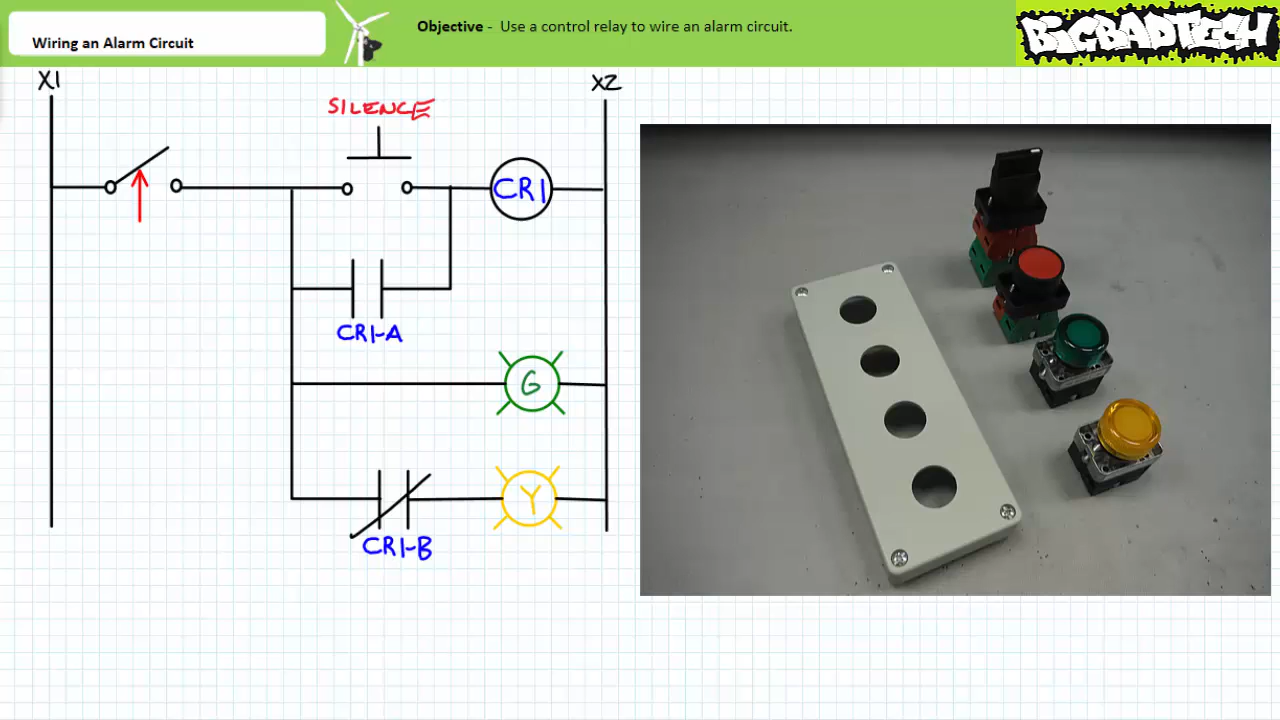 Wiring an Alarm Circuit
Objective - Use a control relay to wire an alarm circuit.
BIGBADTECH
X1
X2
SILENCE
CR1
CR1-A
G
Y
CR1-B